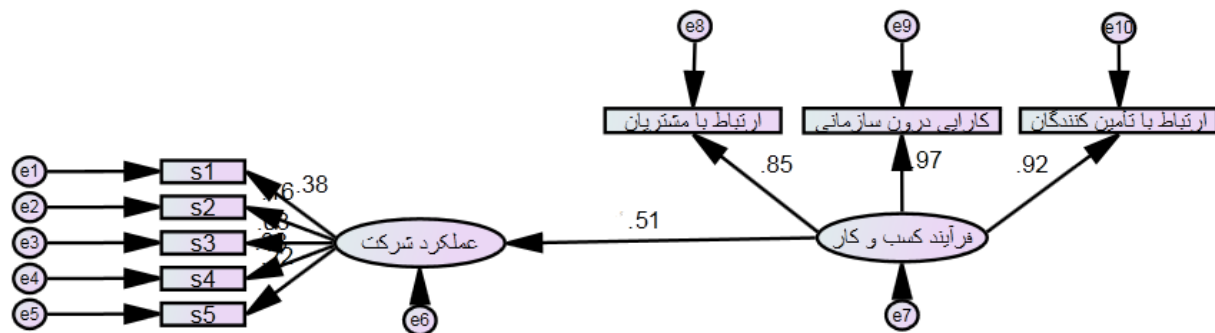 e8
e9
e10
ارتباط با مشتریان
کارایی درون سازمانی
ارتباط با تأمین کنندگان
.85
.97
.92
e1
s1
.38
e2
s2
e3
s3
e4
s4
e5
s5
عملکرد شرکت
.51
فرآیند کسب و کار
e6
e7